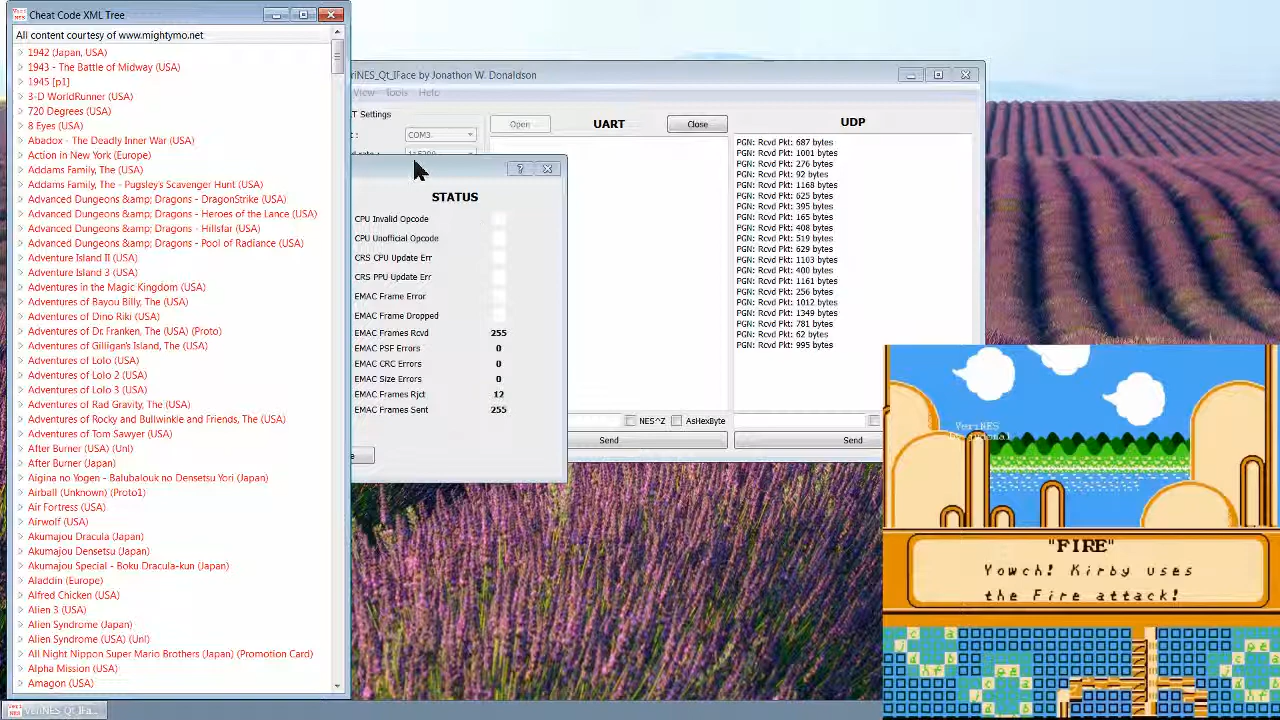 Cheat Code XML Tree
All content courtesy of www.mightymo.net
1942 (Japan, USA)
1943 - The Battle of Midway (USA)
1945 [p1]
3-D WorldRunner (USA)
720 Degrees (USA)
8 Eyes (USA)
Abadox - The Deadly Inner War (USA)
Action in New York (Europe)
Addams Family, The (USA)
Addams Family, The - Pugsley's Scavenger Hunt (USA)
Advanced Dungeons &amp; Dragons - DragonStrike (USA)
Advanced Dungeons &amp; Dragons - Heroes of the Lance (USA)
Advanced Dungeons &amp; Dragons - Hillsfar (USA)
Advanced Dungeons &amp; Dragons - Pool of Radiance (USA)
Adventure Island II (USA)
Adventure Island 3 (USA)
Adventures in the Magic Kingdom (USA)
Adventures of Bayou Billy, The (USA)
Adventures of Dino Riki (USA)
Adventures of Dr. Franken, The (USA) (Proto)
Adventures of Gilligan's Island, The (USA)
Adventures of Lolo (USA)
Adventures of Lolo 2 (USA)
Adventures of Lolo 3 (USA)
Adventures of Rad Gravity, The (USA)
Adventures of Rocky and Bullwinkle and Friends, The (USA)
Adventures of Tom Sawyer (USA)
After Burner (USA) (Unl)
After Burner (Japan)
Aigina no Yogen - Balubalouk no Densetsu Yori (Japan)
Airball (Unknown) (Proto1)
Air Fortress (USA)
Airwolf (USA)
Akumajou Dracula (Japan)
Akumajou Densetsu (Japan)
Akumajou Special - Boku Dracula-kun (Japan)
Aladdin (Europe)
Alfred Chicken (USA)
Alien 3 (USA)
Alien Syndrome (Japan)
Alien Syndrome (USA) (Unl)
All Night Nippon Super Mario Brothers (Japan) (Promotion Card)
Alpha Mission (USA)
Amagon (USA)
eriNES_Qt_IFace by Jonathon W. Donaldson
View Tools Help
T Settings
COM3
Open
UART
Close
STATUS
CPU Invalid Opcode
CPU Unofficial Opcode
CRS CPU Update Err
CRS PPU Update Err
EMAC Frame Error
EMAC Frame Dropped
EMAC Frames Rcvd 255
EMAC PSF Errors 0
EMAC CRC Errors 0
EMAC Size Errors 0
EMAC Frames Rjct 12
EMAC Frames Sent 255
NES^Z
AsHexByte
Send
UDP
PGN: Rcvd Pkt: 687 bytes
PGN: Rcvd Pkt: 1001 bytes
PGN: Rcvd Pkt: 276 bytes
PGN: Rcvd Pkt: 92 bytes
PGN: Rcvd Pkt: 1168 bytes
PGN: Rcvd Pkt: 625 bytes
PGN: Rcvd Pkt: 395 bytes
PGN: Rcvd Pkt: 165 bytes
PGN: Rcvd Pkt: 408 bytes
PGN: Rcvd Pkt: 519 bytes
PGN: Rcvd Pkt: 629 bytes
PGN: Rcvd Pkt: 1103 bytes
PGN: Rcvd Pkt: 400 bytes
PGN: Rcvd Pkt: 1161 bytes
PGN: Rcvd Pkt: 256 bytes
PGN: Rcvd Pkt: 1012 bytes
PGN: Rcvd Pkt: 1349 bytes
PGN: Rcvd Pkt: 781 bytes
PGN: Rcvd Pkt: 62 bytes
PGN: Rcvd Pkt: 995 bytes
Send
VeriNES
"FIRE"
Yowch! Kirby uses
the Fire attack!
VeriNES_Qt_IFa...